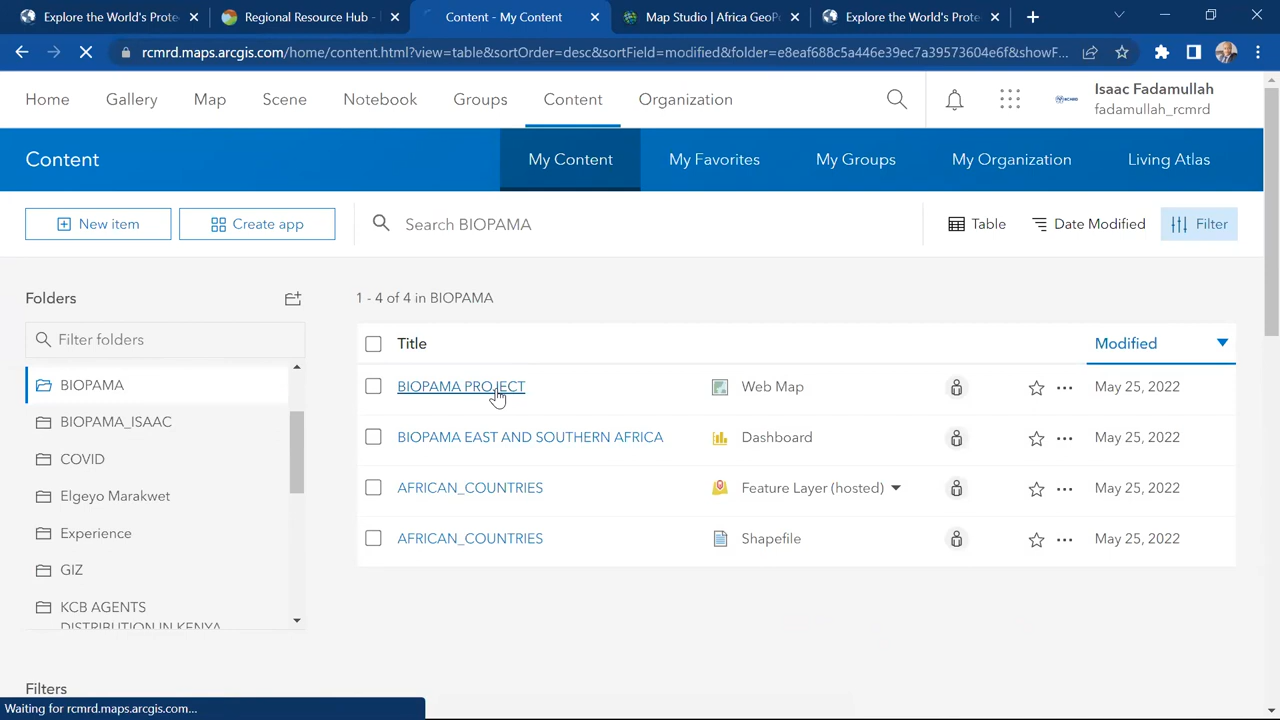 Explore the World's Prote
Regional Resource Hub -
Content - My Content
Map Studio | Africa GeoP
Explore the World's Prote
rcmrd.maps.arcgis.com/home/content.html?view=table&sortOrder=desc&sortField=modified&folder=e8eaf688c5a446e39ec7a39573604e6f&showF...
Home
Gallery
Map
Scene
Notebook
Groups
Content
Organization
RCMRD
Isaac Fadamullah
fadamullah_rcmrd
Content
My Content
My Favorites
My Groups
My Organization
Living Atlas
New item
Create app
Search BIOPAMA
Table
Date Modified
Filter
Folders
1 - 4 of 4 in BIOPAMA
Filter folders
Title
Modified
BIOPAMA
BIOPAMA PROJECT
Web Map
May 25, 2022
BIOPAMA_ISAAC
BIOPAMA EAST AND SOUTHERN AFRICA
Dashboard
May 25, 2022
COVID
Elgeyo Marakwet
AFRICAN_COUNTRIES
Feature Layer (hosted)
May 25, 2022
Experience
AFRICAN_COUNTRIES
Shapefile
May 25, 2022
GIZ
KCB AGENTS
DISTRIBUTION IN KENYA
Filters
Waiting for rcmrd.maps.arcgis.com...